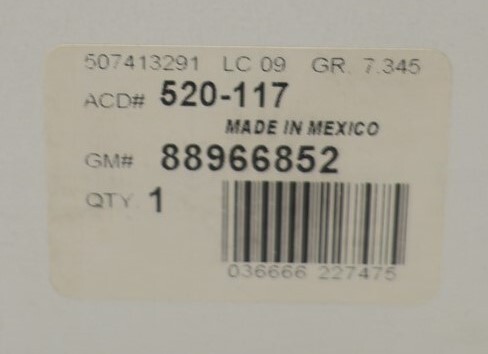 507413291 LC 09 GR. 7.345
ACD# 520-117
MADE IN MEXICO
GM# 88966852
QTY 1
036666 227475